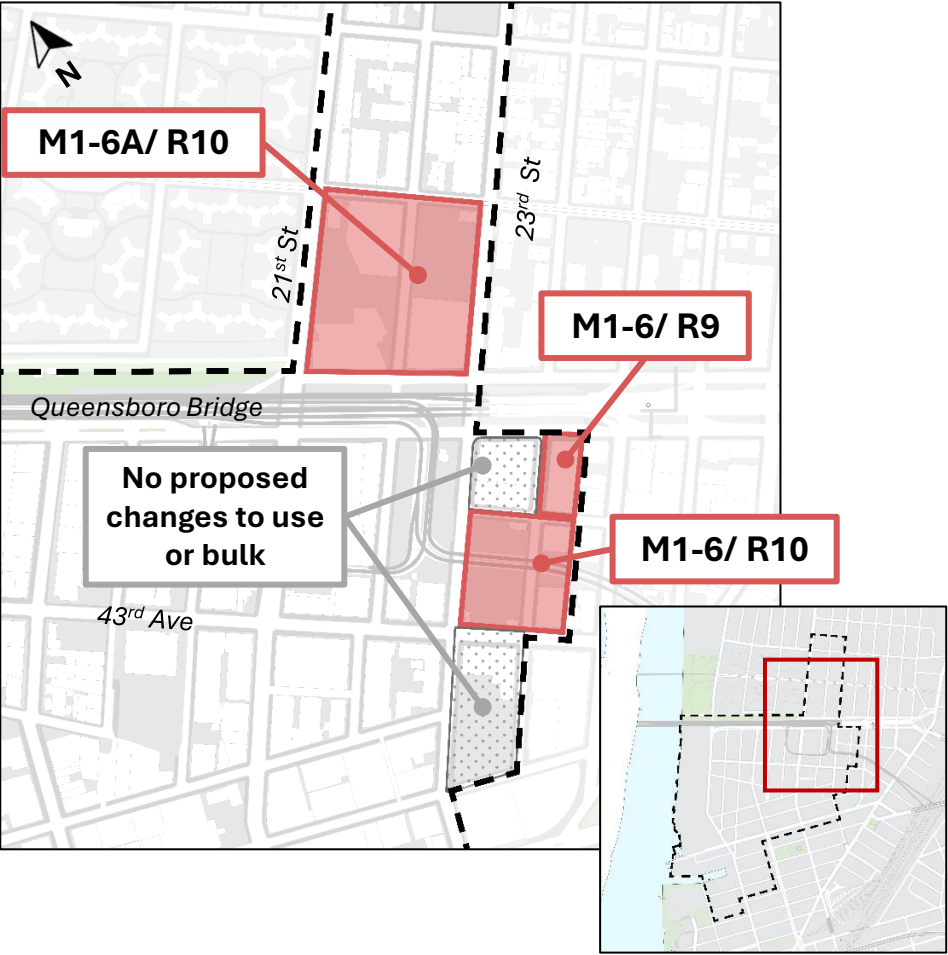 N
M1-6A/ R10
23rd St
21st St
M1-6/ R9
Queensboro Bridge
No proposed
changes to use
or bulk
M1-6/ R10
43rd Ave